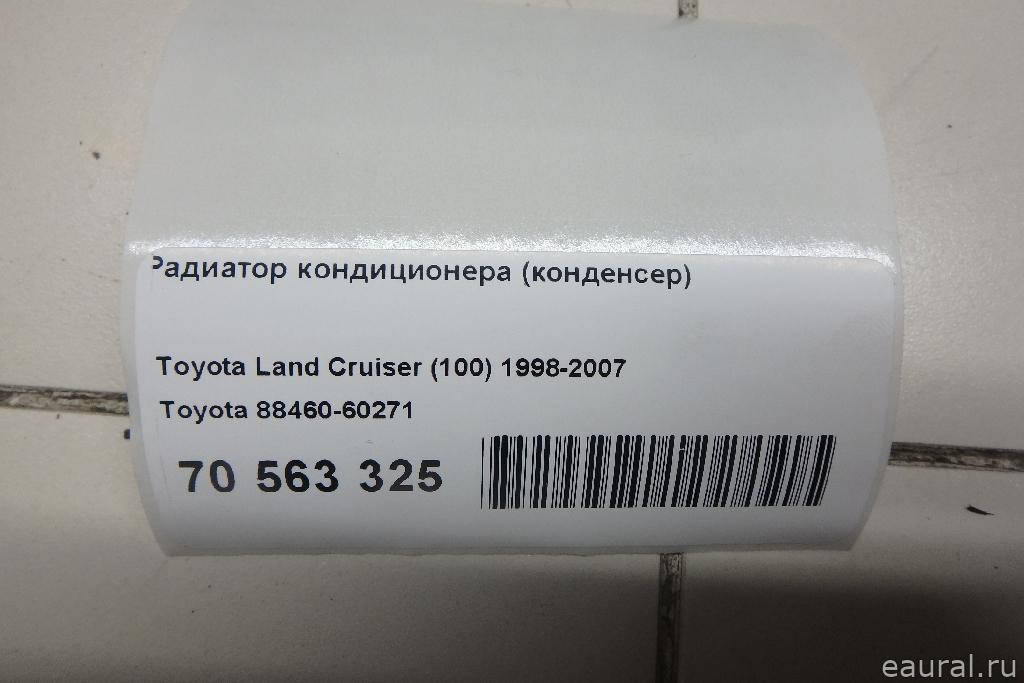 Радиатор кондиционера (конденсер)
Toyota Land Cruiser (100) 1998-2007
Toyota 88460-60271
70 563 325
eaural.ru